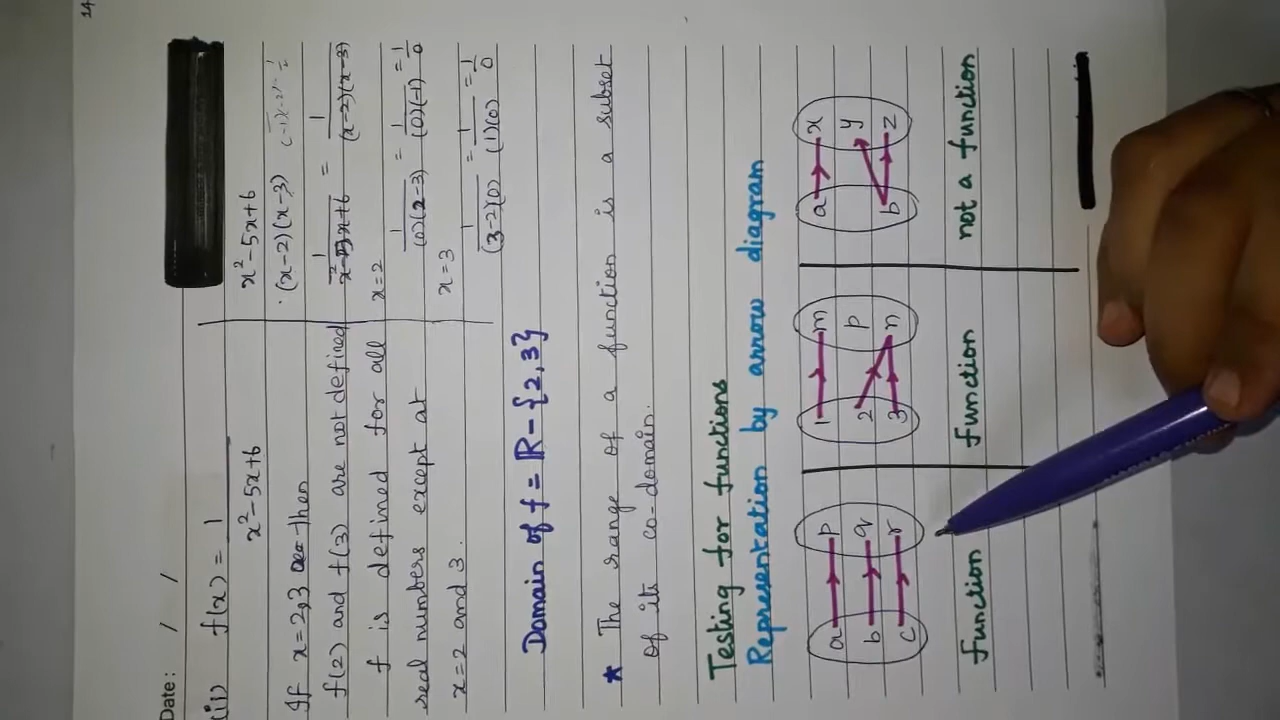 14
Date: / /
(ii) f(x) = 1
x² - 5x + 6
If x = 2, 3 then
f(2) and f(3) are not defined
f is defined for all
real numbers except at
x = 2 and 3.
x² - 5x + 6
(x-2)(x-3)
1 / x² - 5x + 6 = 1 / (x-2)(x-3)
x = 2
1 / (0)(2-3) = 1 / (0)(-1) = 1 / 0
x = 3
1 / (3-2)(0) = 1 / (1)(0) = 1 / 0
Domain of f = R - {2, 3}
★ The range of a function is a subset
of its co-domain.
Testing for functions
Representation by arrow diagram
a p
b q
c r
function
1 m
2 p
3 n
function
a x
y
b z
not a function